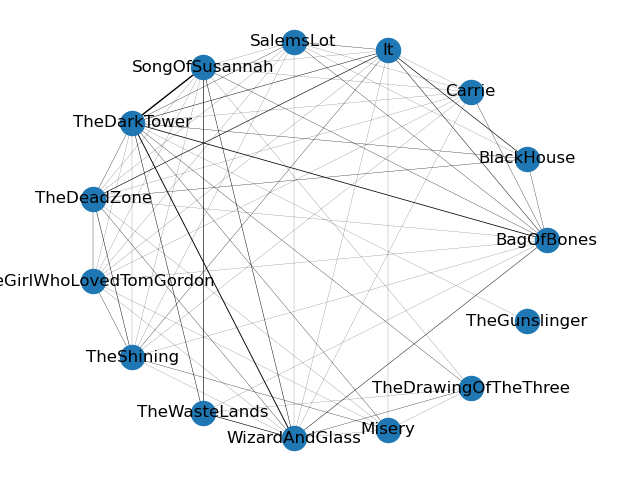 SalemsLot
It
SongOfSusannah
Carrie
TheDarkTower
BlackHouse
TheDeadZone
BagOfBones
eGirlWhoLovedTomGordon
TheGunslinger
TheShining
TheDrawingOfTheThree
TheWasteLands
Misery
WizardAndGlass